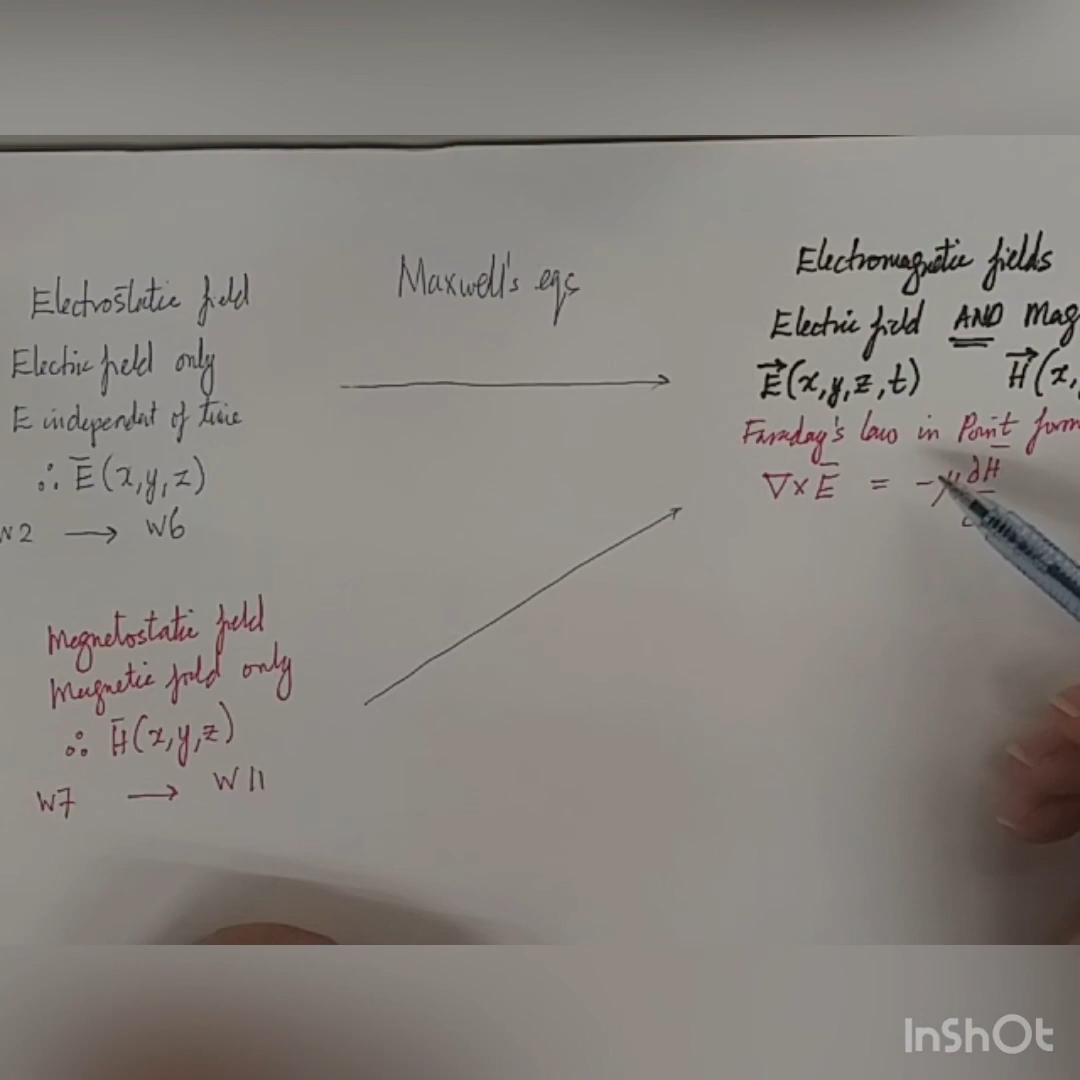 Electrostatic field
Electric field only
E independent of time
∴ E̅(x,y,z)
W2 → W6
Magnetostatic field
Magnetic field only
∴ H̅(x,y,z)
W7 → W11
Maxwell's eqs
Electromagnetic fields
Electric field AND Mag
E⃗(x,y,z,t) H⃗(x,y
Faraday's law in Point form
∇×E̅ = -μ ∂H̅
InShOt